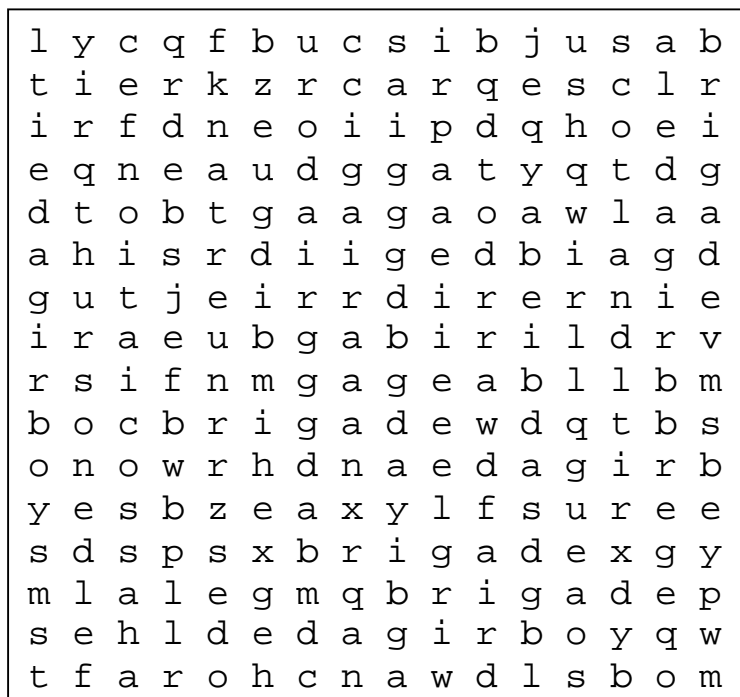 l y c q f b u c s i b j u s a b
t i e r k z r c a r q e s c l r
i r f d n e o i i p d q h o e i
e q n e a u d g g a t y q t d g
d t o b t g a a g a o a w l a a
a h i s r d i i g e d b i a g d
g u t j e i r r d i r e r n i e
i r a e u b g a b i r i l d r v
r s i f n m g a g e a b l l b m
b o c b r i g a d e w d q t b s
o n o w r h d n a e d a g i r b
y e s b z e a x y l f s u r e e
s d s p s x b r i g a d e x g y
m l a l e g m q b r i g a d e p
s e h l d e d a g i r b o y q w
t f a r o h c n a w d l s b o m